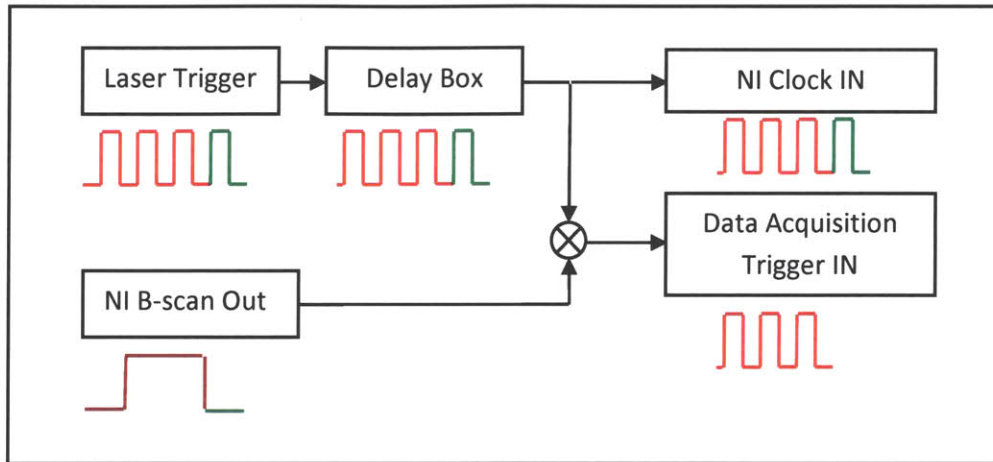 Laser Trigger
Delay Box
NI Clock IN
Data Acquisition
Trigger IN
NI B-scan Out